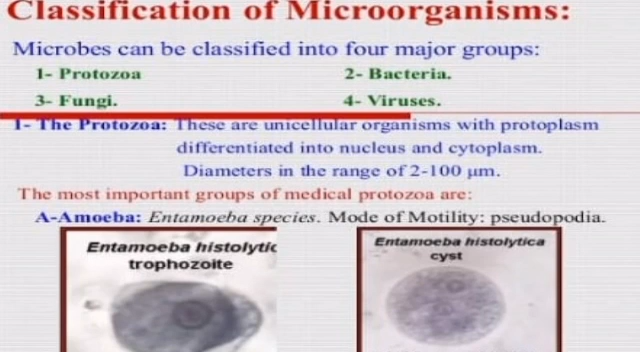 Classification of Microorganisms:
Microbes can be classified into four major groups:
1- Protozoa 2- Bacteria.
3- Fungi. 4- Viruses.
1- The Protozoa: These are unicellular organisms with protoplasm
differentiated into nucleus and cytoplasm.
Diameters in the range of 2-100 µm.
The most important groups of medical protozoa are:
A-Amoeba: Entamoeba species. Mode of Motility: pseudopodia.
Entamoeba histolytic
trophozoite
Entamoeba histolytica
cyst